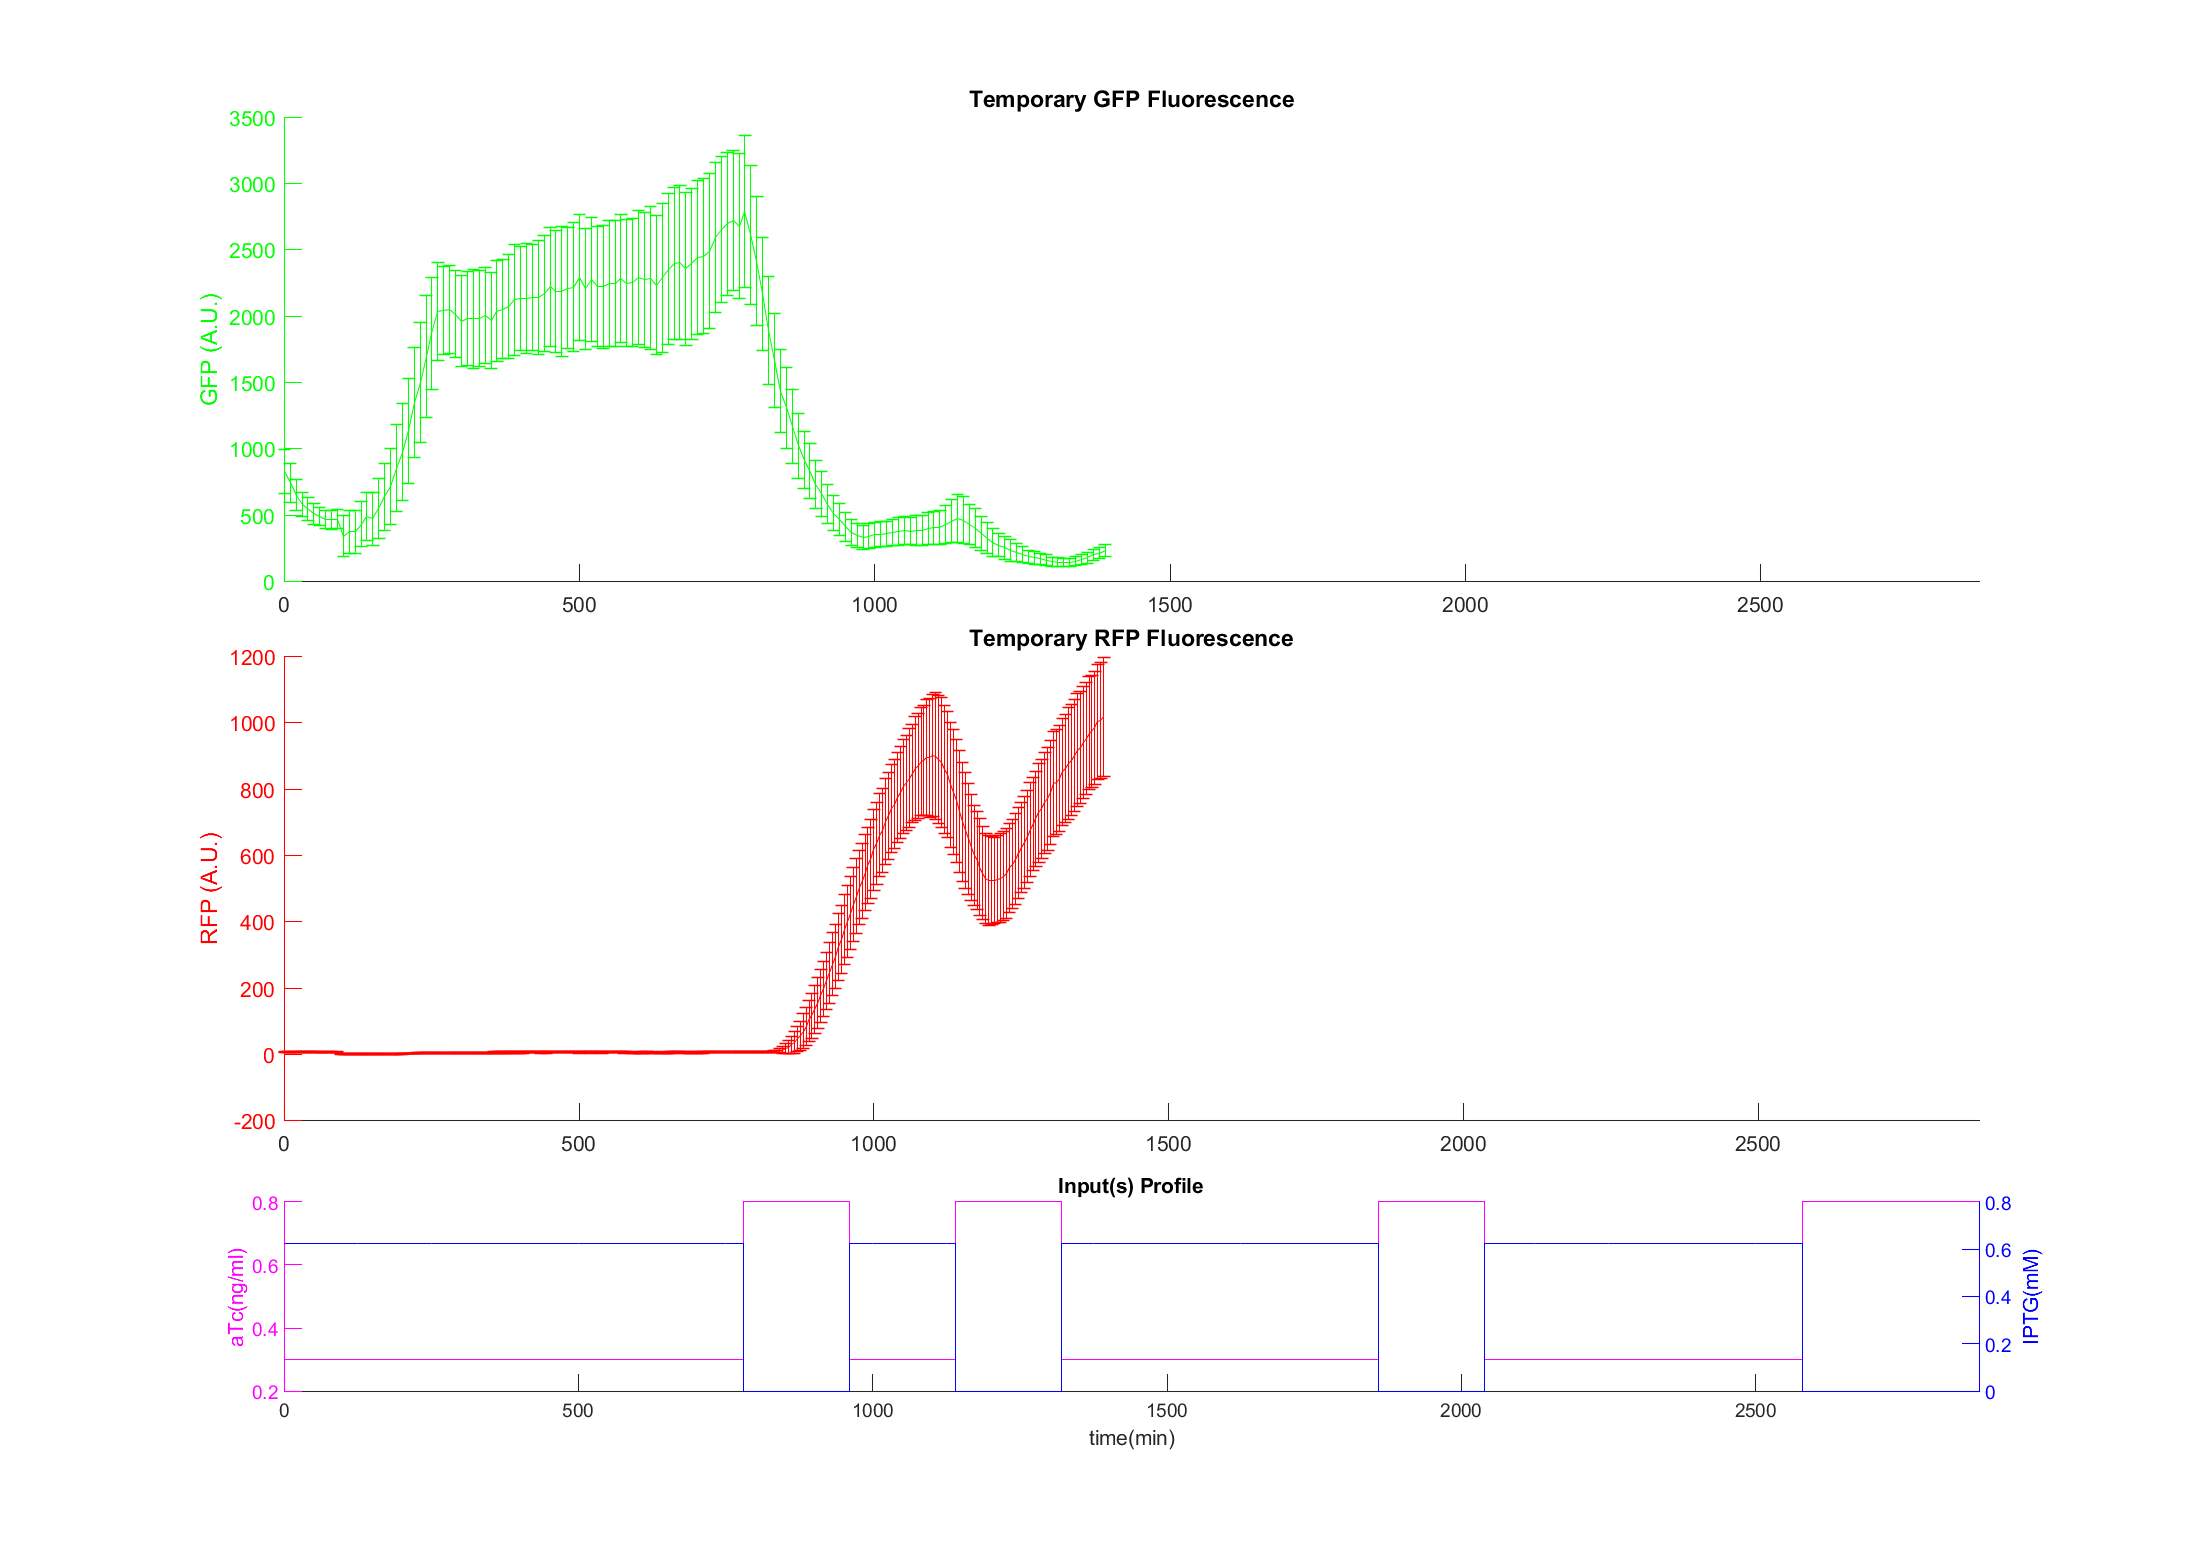 Temporary GFP Fluorescence
3500
3000
2500
2000
1500
1000
500
0
GFP (A.U.)
0 500 1000 1500 2000 2500
Temporary RFP Fluorescence
1200
1000
800
600
400
200
0
-200
RFP (A.U.)
0 500 1000 1500 2000 2500
Input(s) Profile
0.8
0.6
0.4
0.2
aTc(ng/ml)
0.8
0.6
0.4
0.2
0
IPTG(mM)
0 500 1000 1500 2000 2500
time(min)